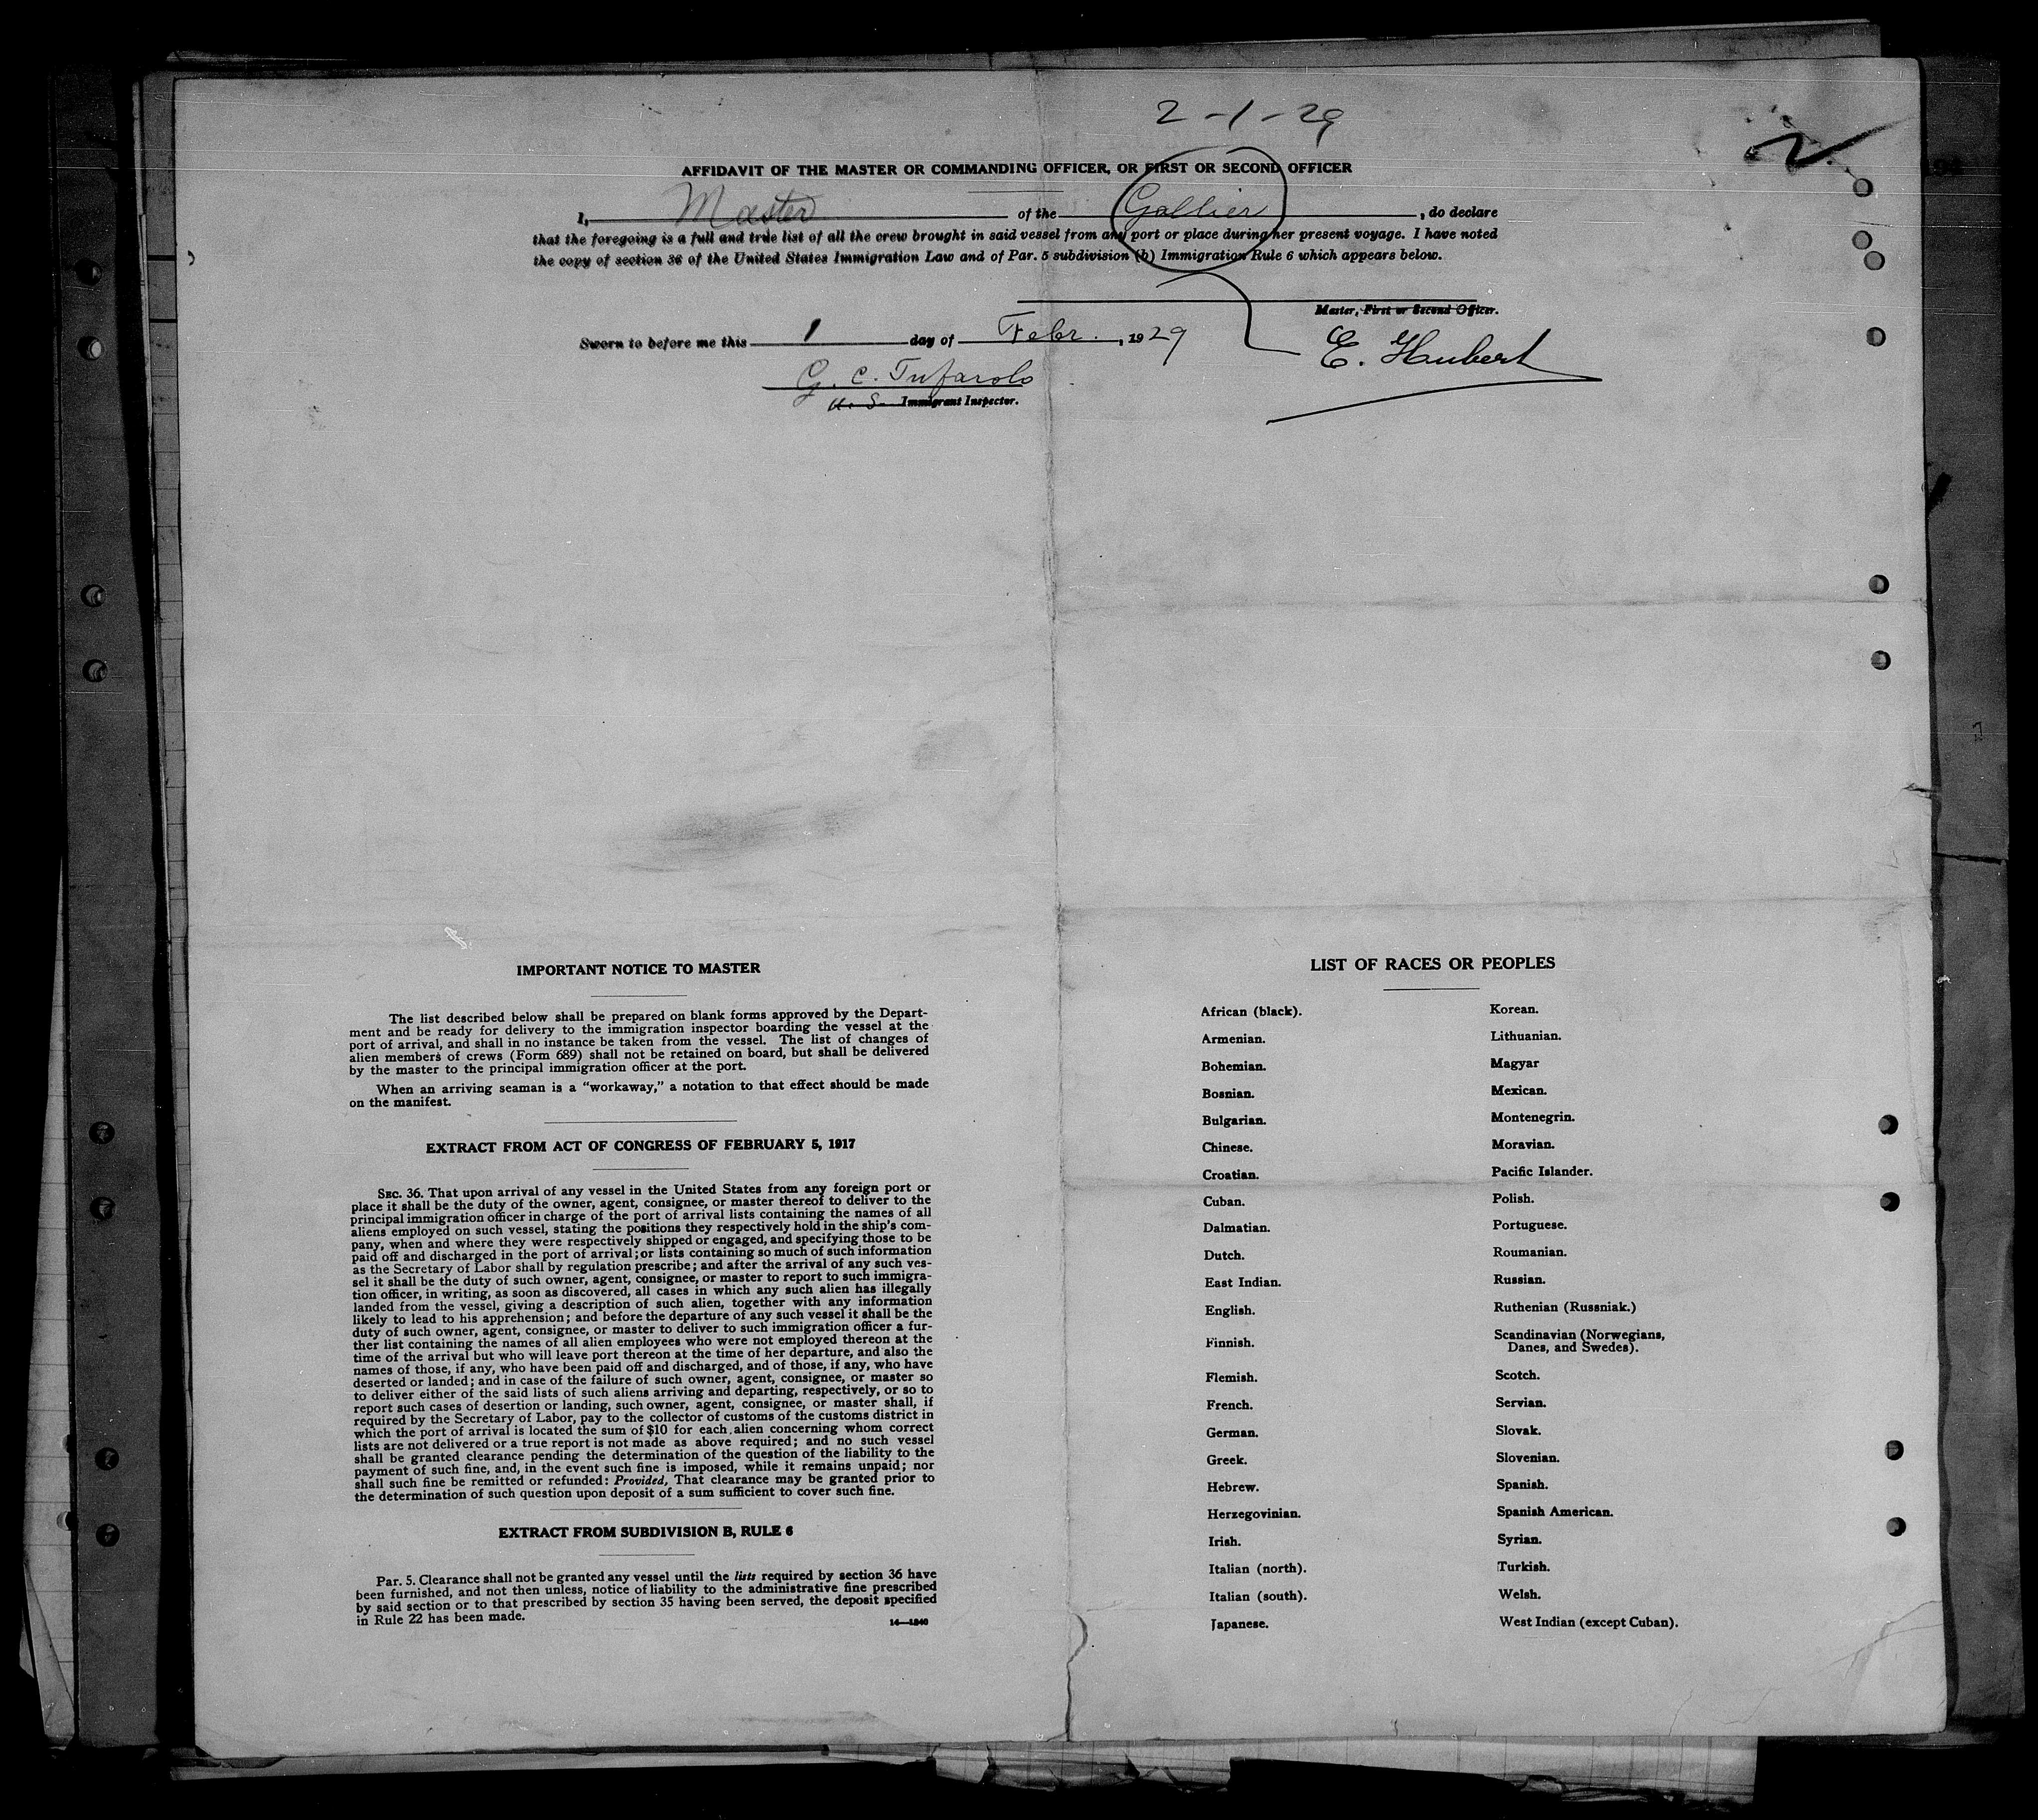 2-1-29
2
AFFIDAVIT OF THE MASTER OR COMMANDING OFFICER, OR FIRST OR SECOND OFFICER
I, Master of the Gallier, do declare
that the foregoing is a full and true list of all the crew brought in said vessel from any port or place during her present voyage. I have noted
the copy of section 36 of the United States Immigration Law and of Par. 5 subdivision (b) Immigration Rule 6 which appears below.
Master, First or Second Officer.
E. Hubert
Sworn to before me this 1 day of Febr., 1929
G. C. Tufarolo
U. S. Immigrant Inspector.
IMPORTANT NOTICE TO MASTER
The list described below shall be prepared on blank forms approved by the Depart-
ment and be ready for delivery to the immigration inspector boarding the vessel at the
port of arrival, and shall in no instance be taken from the vessel. The list of changes of
alien members of crews (Form 689) shall not be retained on board, but shall be delivered
by the master to the principal immigration officer at the port.
When an arriving seaman is a "workaway," a notation to that effect should be made
on the manifest.
EXTRACT FROM ACT OF CONGRESS OF FEBRUARY 5, 1917
SEC. 36. That upon arrival of any vessel in the United States from any foreign port or
place it shall be the duty of the owner, agent, consignee, or master thereof to deliver to the
principal immigration officer in charge of the port of arrival lists containing the names of all
aliens employed on such vessel, stating the positions they respectively hold in the ship's com-
pany, when and where they were respectively shipped or engaged, and specifying those to be
paid off and discharged in the port of arrival; or lists containing so much of such information
as the Secretary of Labor shall by regulation prescribe; and after the arrival of any such ves-
sel it shall be the duty of such owner, agent, consignee, or master to report to such immigra-
tion officer, in writing, as soon as discovered, all cases in which any such alien has illegally
landed from the vessel, giving a description of such alien, together with any information
likely to lead to his apprehension; and before the departure of any such vessel it shall be the
duty of such owner, agent, consignee, or master to deliver to such immigration officer a fur-
ther list containing the names of all alien employees who were not employed thereon at the
time of the arrival but who will leave port thereon at the time of her departure, and also the
names of those, if any, who have been paid off and discharged, and of those, if any, who have
deserted or landed; and in case of the failure of such owner, agent, consignee, or master so
to deliver either of the said lists of such aliens arriving and departing, respectively, or so to
report such cases of desertion or landing, such owner, agent, consignee, or master shall, if
required by the Secretary of Labor, pay to the collector of customs of the customs district in
which the port of arrival is located the sum of $10 for each alien concerning whom correct
lists are not delivered or a true report is not made as above required; and no such vessel
shall be granted clearance pending the determination of the question of the liability to the
payment of such fine, and, in the event such fine is imposed, while it remains unpaid; nor
shall such fine be remitted or refunded: Provided, That clearance may be granted prior to
the determination of such question upon deposit of a sum sufficient to cover such fine.
EXTRACT FROM SUBDIVISION B, RULE 6
Par. 5. Clearance shall not be granted any vessel until the lists required by section 36 have
been furnished, and not then unless, notice of liability to the administrative fine prescribed
by said section or to that prescribed by section 35 having been served, the deposit specified
in Rule 22 has been made.
14—1240
LIST OF RACES OR PEOPLES
African (black).
Armenian.
Bohemian.
Bosnian.
Bulgarian.
Chinese.
Croatian.
Cuban.
Dalmatian.
Dutch.
East Indian.
English.
Finnish.
Flemish.
French.
German.
Greek.
Hebrew.
Herzegovinian.
Irish.
Italian (north).
Italian (south).
Japanese.
Korean.
Lithuanian.
Magyar
Mexican.
Montenegrin.
Moravian.
Pacific Islander.
Polish.
Portuguese.
Roumanian.
Russian.
Ruthenian (Russniak.)
Scandinavian (Norwegians,
Danes, and Swedes).
Scotch.
Servian.
Slovak.
Slovenian.
Spanish.
Spanish American.
Syrian.
Turkish.
Welsh.
West Indian (except Cuban).